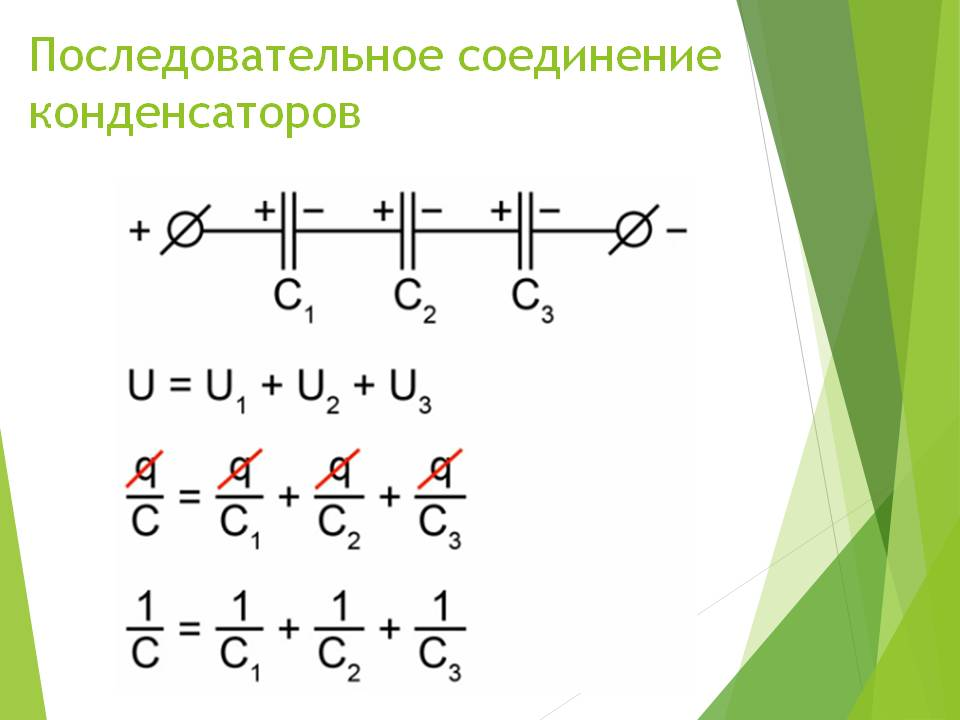 Последовательное соединение
конденсаторов
+ + − + − + − −
C₁ C₂ C₃
U = U₁ + U₂ + U₃
q/C = q/C₁ + q/C₂ + q/C₃
1/C = 1/C₁ + 1/C₂ + 1/C₃